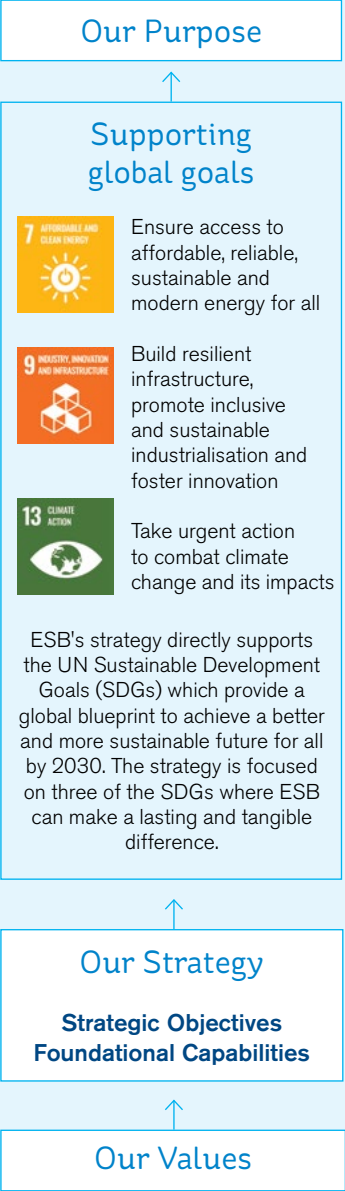 Our Purpose
Supporting
global goals
7 AFFORDABLE AND
CLEAN ENERGY
Ensure access to
affordable, reliable,
sustainable and
modern energy for all
9 INDUSTRY, INNOVATION
AND INFRASTRUCTURE
Build resilient
infrastructure,
promote inclusive
and sustainable
industrialisation and
foster innovation
13 CLIMATE
ACTION
Take urgent action
to combat climate
change and its impacts
ESB's strategy directly supports
the UN Sustainable Development
Goals (SDGs) which provide a
global blueprint to achieve a better
and more sustainable future for all
by 2030. The strategy is focused
on three of the SDGs where ESB
can make a lasting and tangible
difference.
Our Strategy
Strategic Objectives
Foundational Capabilities
Our Values